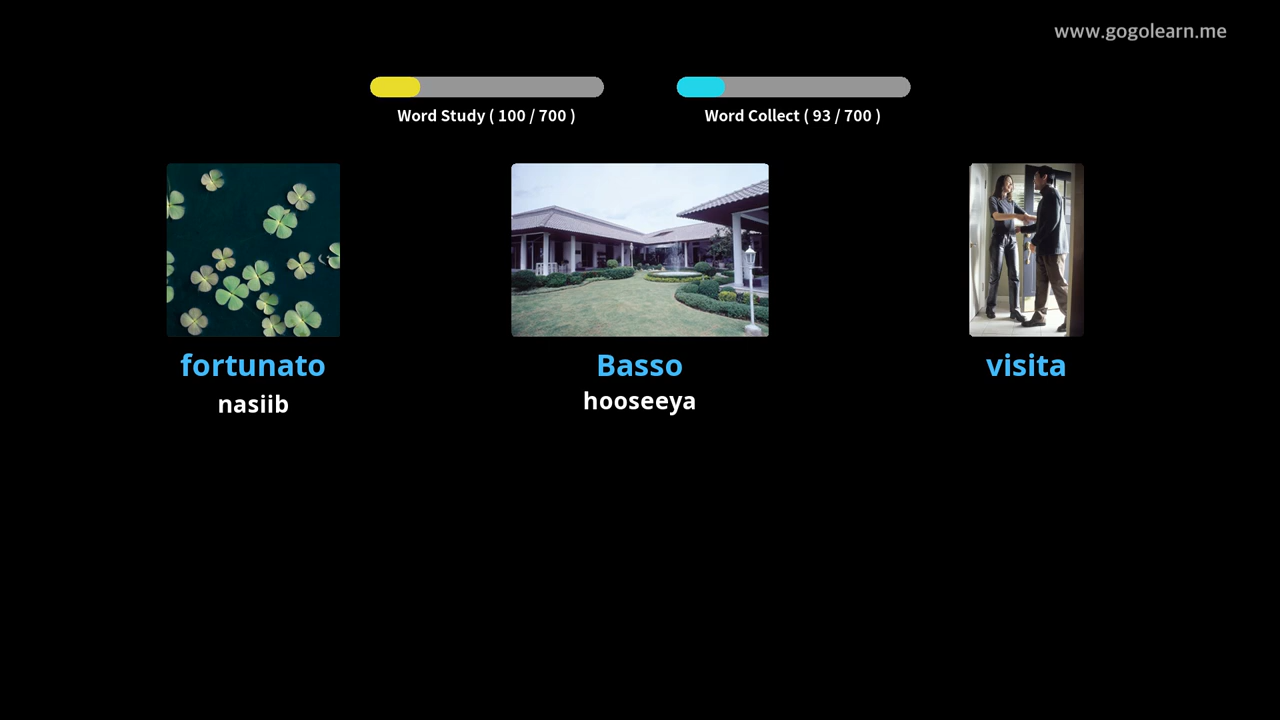 www.gogolearn.me
Word Study ( 100 / 700 )
Word Collect ( 93 / 700 )
fortunato
nasiib
Basso
hooseeya
visita